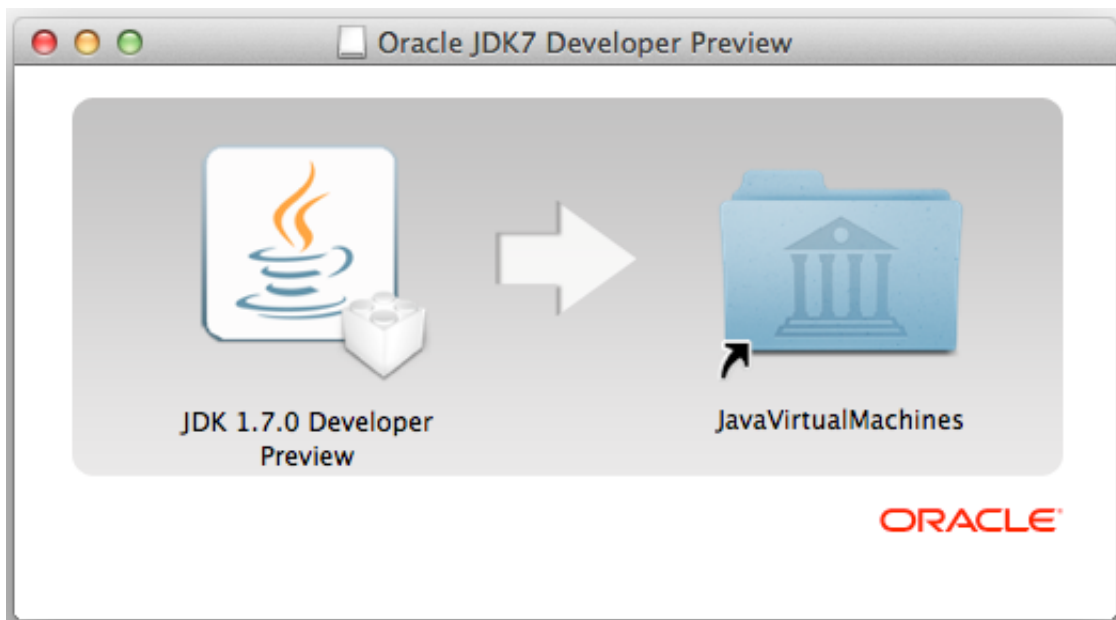 Oracle JDK7 Developer Preview
JDK 1.7.0 Developer
Preview
JavaVirtualMachines
ORACLE